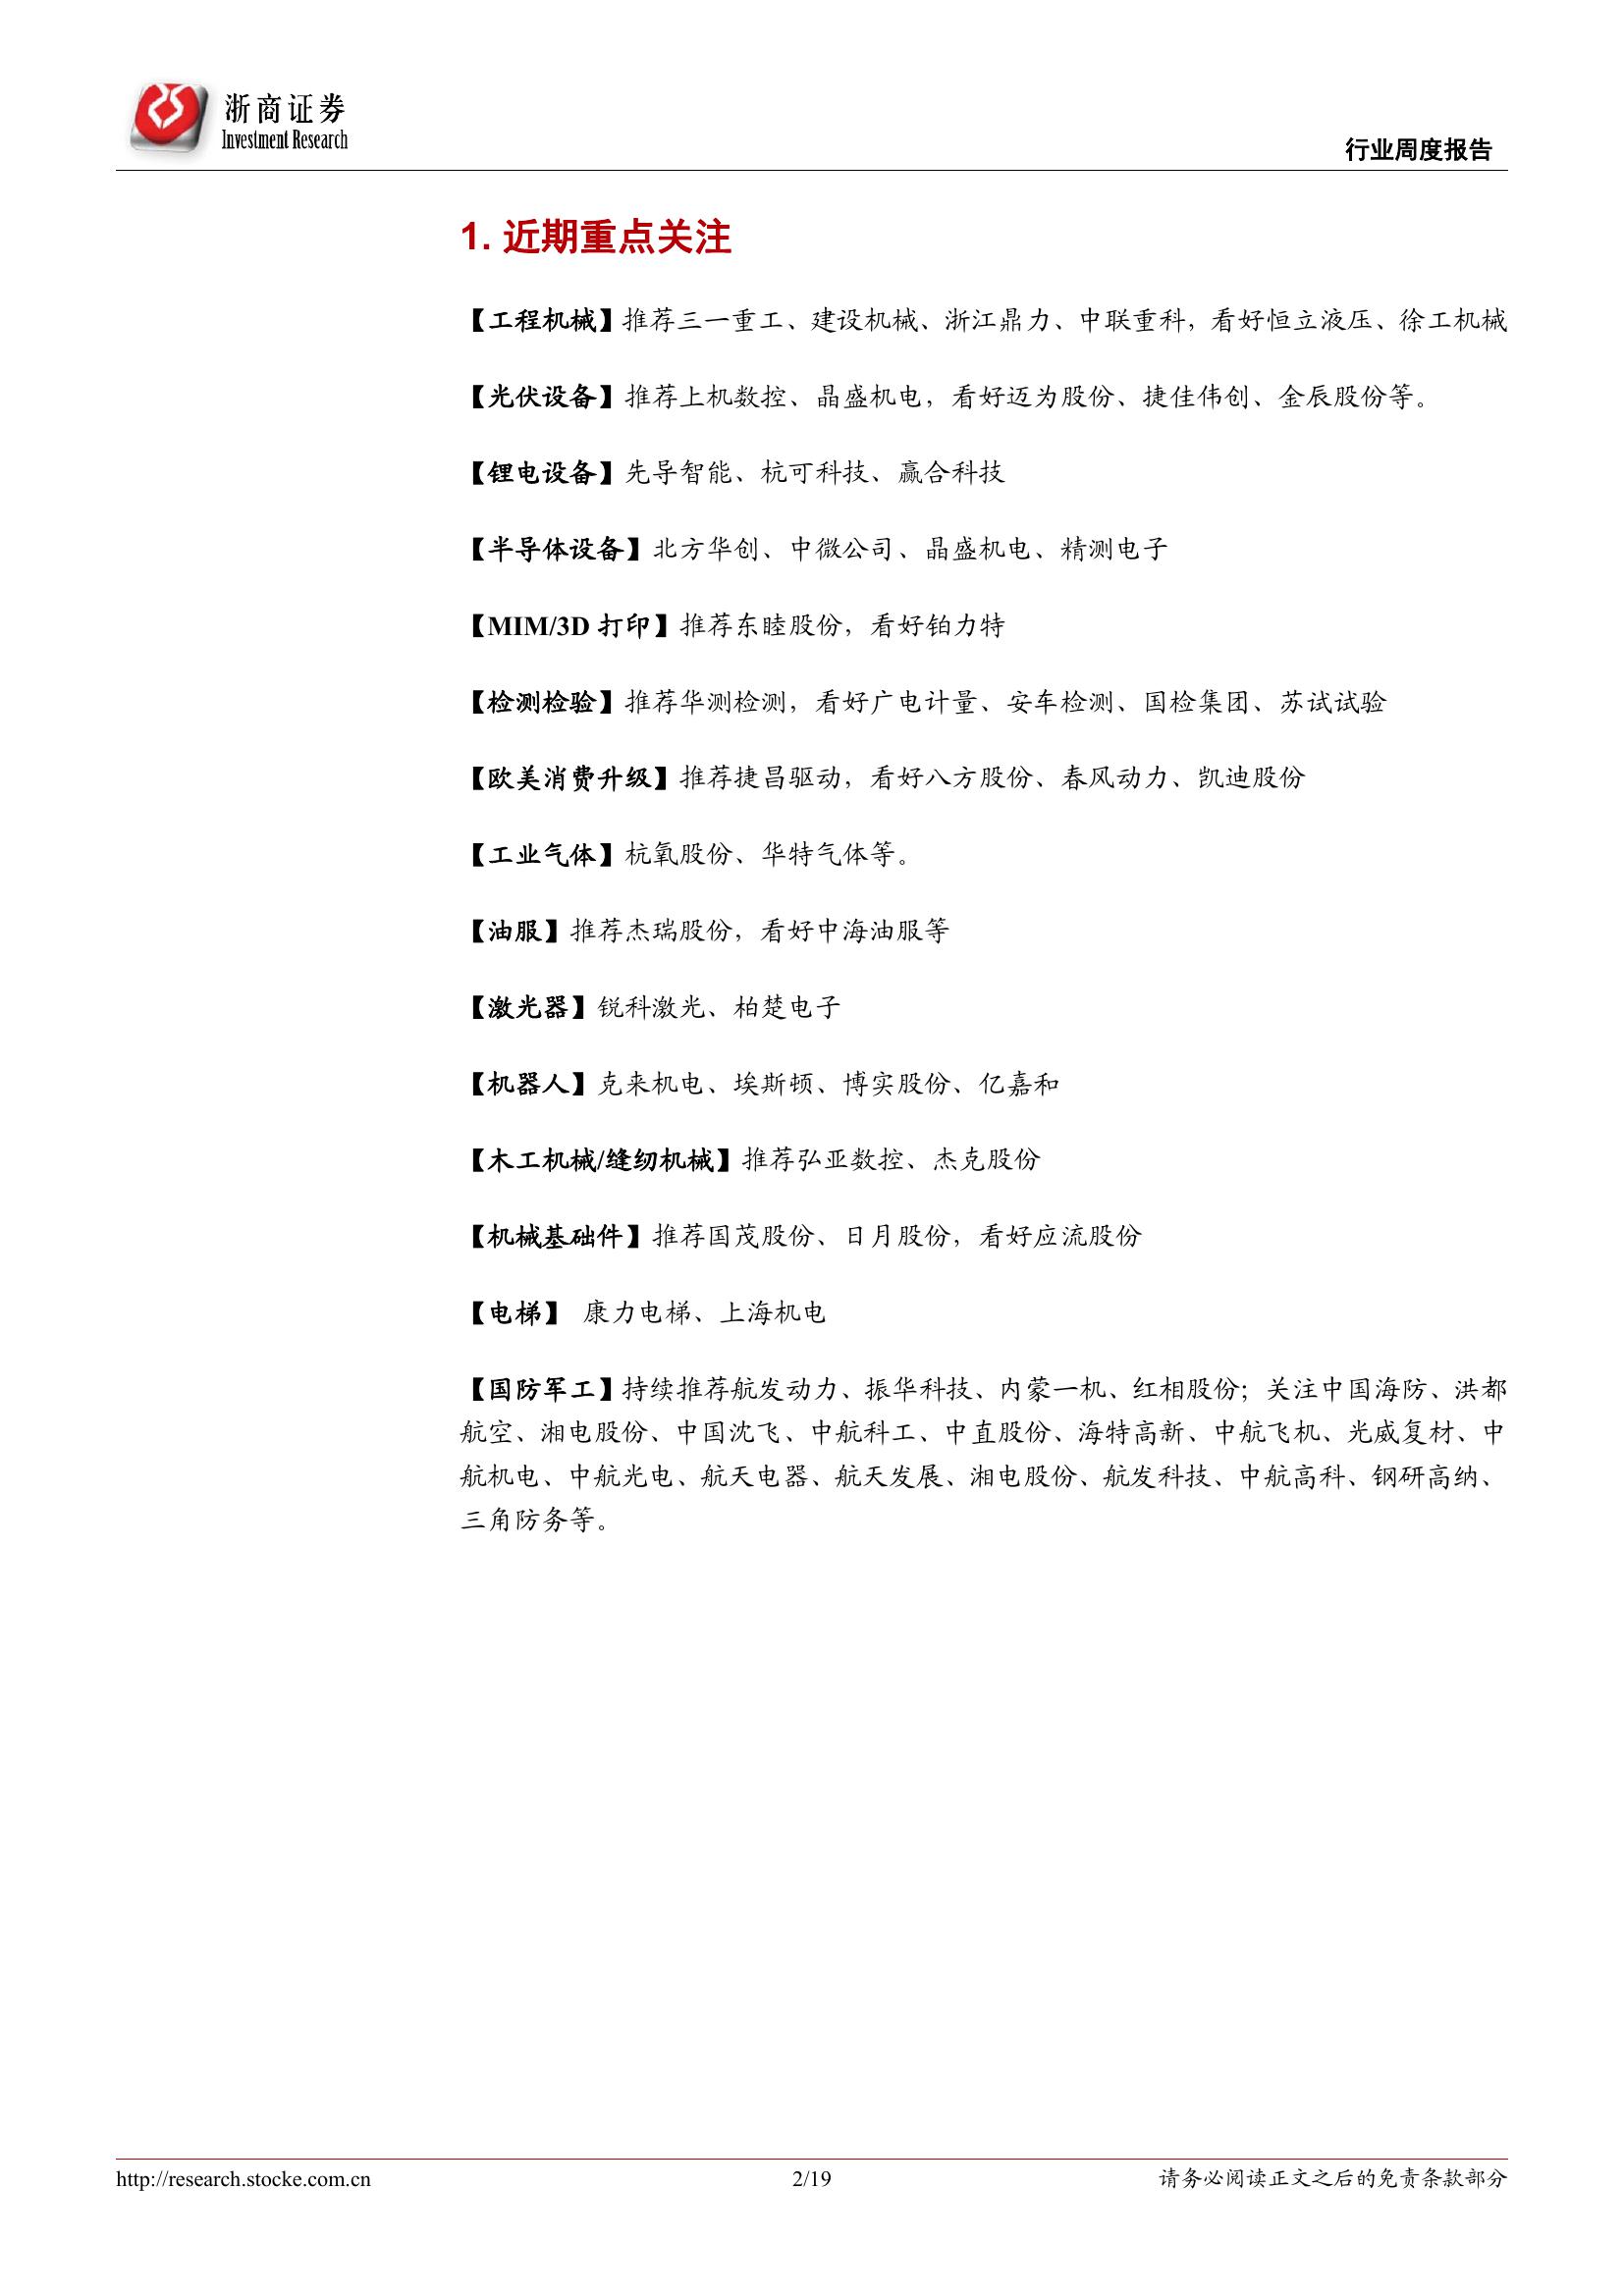 浙商证券
Investment Research
行业周度报告
1. 近期重点关注
【工程机械】推荐三一重工、建设机械、浙江鼎力、中联重科，看好恒立液压、徐工机械
【光伏设备】推荐上机数控、晶盛机电，看好迈为股份、捷佳伟创、金辰股份等。
【锂电设备】先导智能、杭可科技、赢合科技
【半导体设备】北方华创、中微公司、晶盛机电、精测电子
【MIM/3D 打印】推荐东睦股份，看好铂力特
【检测检验】推荐华测检测，看好广电计量、安车检测、国检集团、苏试试验
【欧美消费升级】推荐捷昌驱动，看好八方股份、春风动力、凯迪股份
【工业气体】杭氧股份、华特气体等。
【油服】推荐杰瑞股份，看好中海油服等
【激光器】锐科激光、柏楚电子
【机器人】克来机电、埃斯顿、博实股份、亿嘉和
【木工机械/缝纫机械】推荐弘亚数控、杰克股份
【机械基础件】推荐国茂股份、日月股份，看好应流股份
【电梯】 康力电梯、上海机电
【国防军工】持续推荐航发动力、振华科技、内蒙一机、红相股份；关注中国海防、洪都
航空、湘电股份、中国沈飞、中航科工、中直股份、海特高新、中航飞机、光威复材、中
航机电、中航光电、航天电器、航天发展、湘电股份、航发科技、中航高科、钢研高纳、
三角防务等。
http://research.stocke.com.cn
2/19
请务必阅读正文之后的免责条款部分